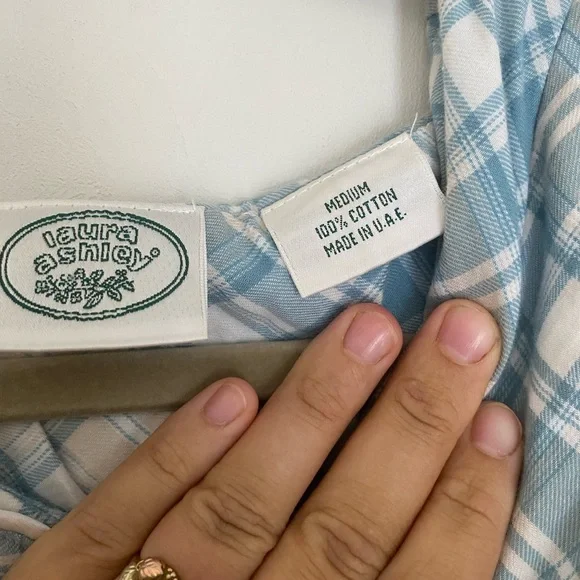 laura
ashley®
MEDIUM
100% COTTON
MADE IN U.A.E.